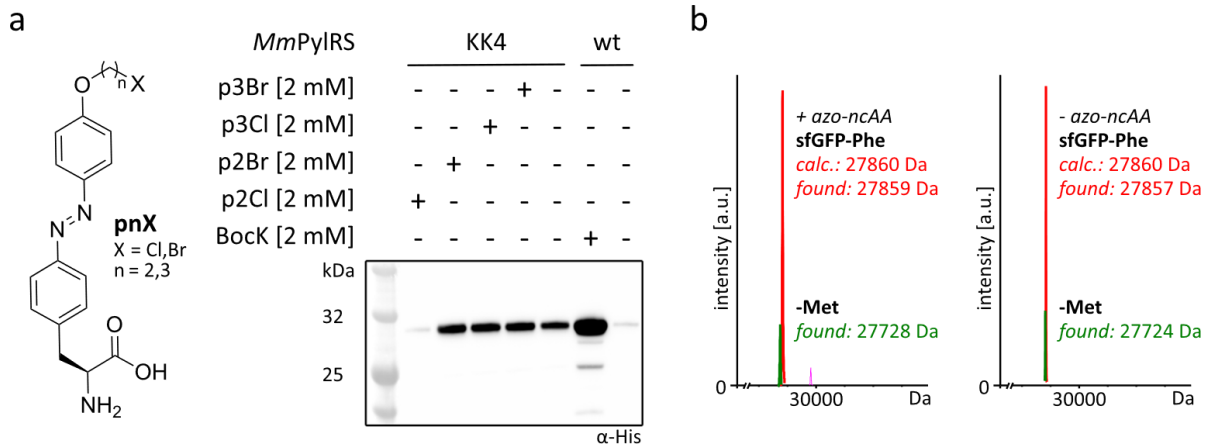 a
MmPylRS KK4 wt
p3Br [2 mM] - - - + - - -
p3Cl [2 mM] - - + - - - -
p2Br [2 mM] - + - - - - -
p2Cl [2 mM] + - - - - - -
BocK [2 mM] - - - - - + -
kDa
32
25
α-His
O
n
X
N
N
pnX
X = Cl,Br
n = 2,3
O
OH
NH2
b
intensity [a.u.]
+ azo-ncAA
sfGFP-Phe
calc.: 27860 Da
found: 27859 Da
-Met
found: 27728 Da
0
30000
Da
intensity [a.u.]
- azo-ncAA
sfGFP-Phe
calc.: 27860 Da
found: 27857 Da
-Met
found: 27724 Da
0
30000
Da